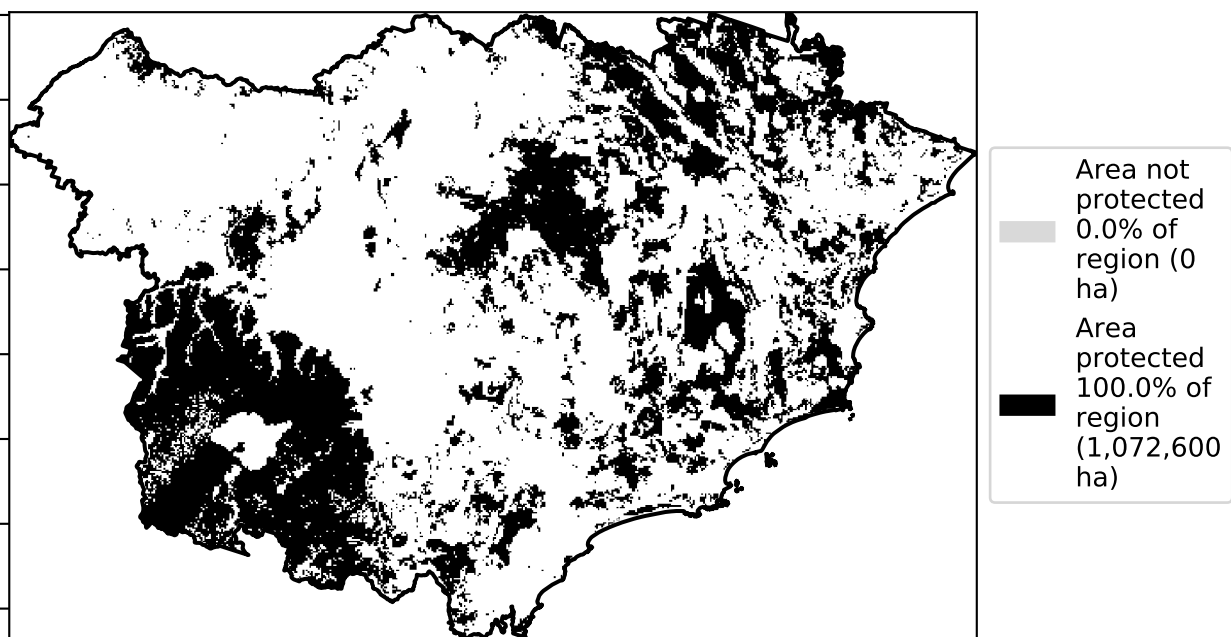 Area not
protected
0.0% of
region (0
ha)
Area
protected
100.0% of
region
(1,072,600
ha)